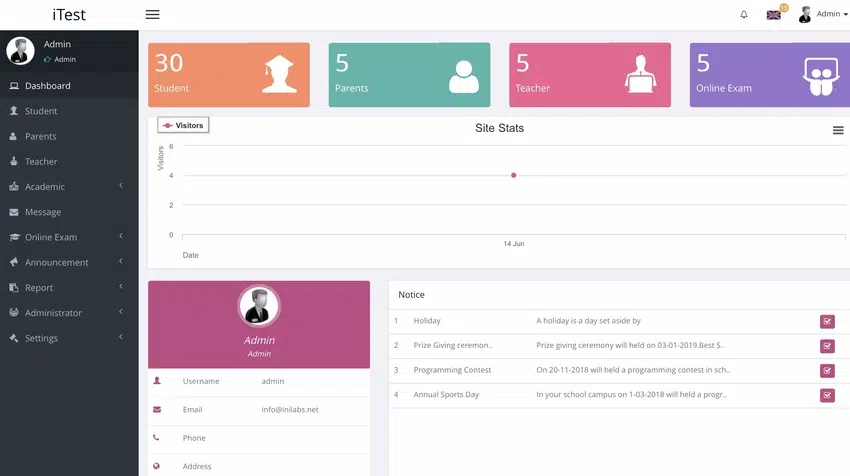 iTest
Admin
Admin
Admin
Dashboard
Student
Parents
Teacher
Academic
Message
Online Exam
Announcement
Report
Administrator
Settings
30
Student
5
Parents
5
Teacher
5
Online Exam
Visitors
Site Stats
Visitors
6
4
2
0
14 Jun
Date
Admin
Admin
Username admin
Email info@inilabs.net
Phone
Address
Notice
1 Holiday A holiday is a day set aside by
2 Prize Giving ceremon.. Prize giving ceremony will held on 03-01-2019.Best S..
3 Programming Contest On 20-11-2018 will held a programming contest in sch..
4 Annual Sports Day In your school campus on 1-03-2018 will held a progr..